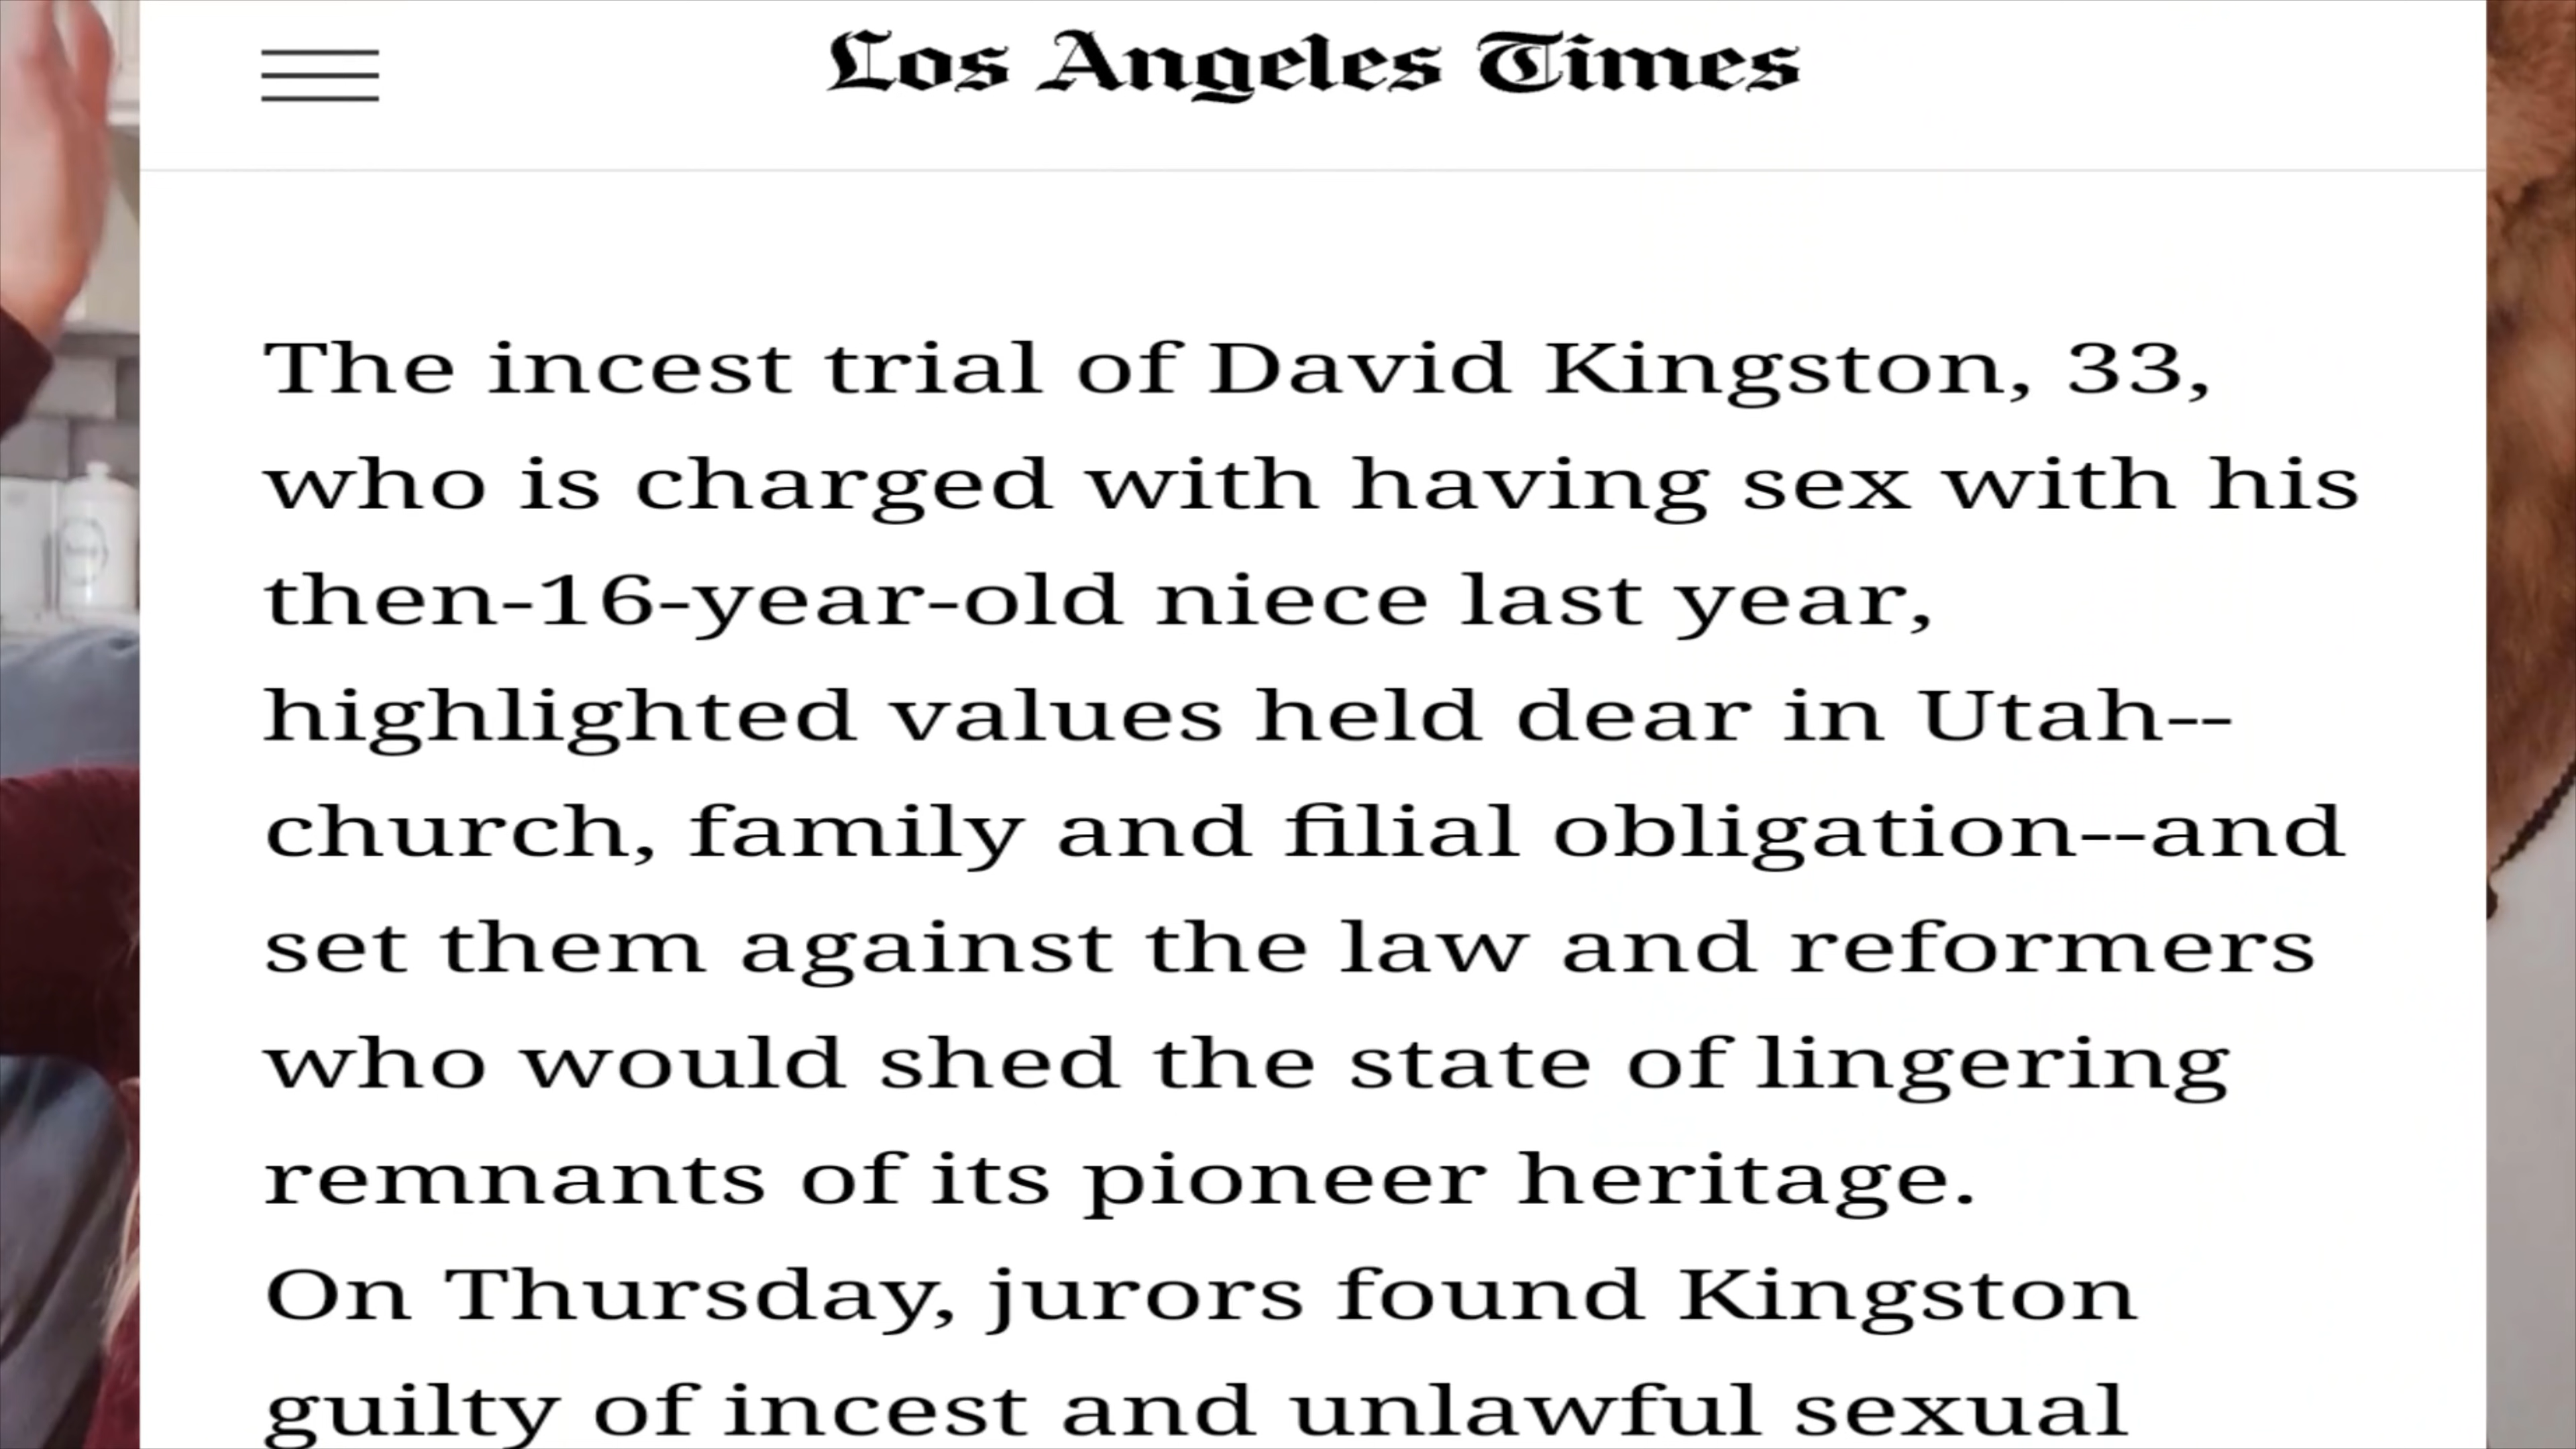 Los Angeles Times
The incest trial of David Kingston, 33,
who is charged with having sex with his
then-16-year-old niece last year,
highlighted values held dear in Utah--
church, family and filial obligation--and
set them against the law and reformers
who would shed the state of lingering
remnants of its pioneer heritage.
On Thursday, jurors found Kingston
guilty of incest and unlawful sexual